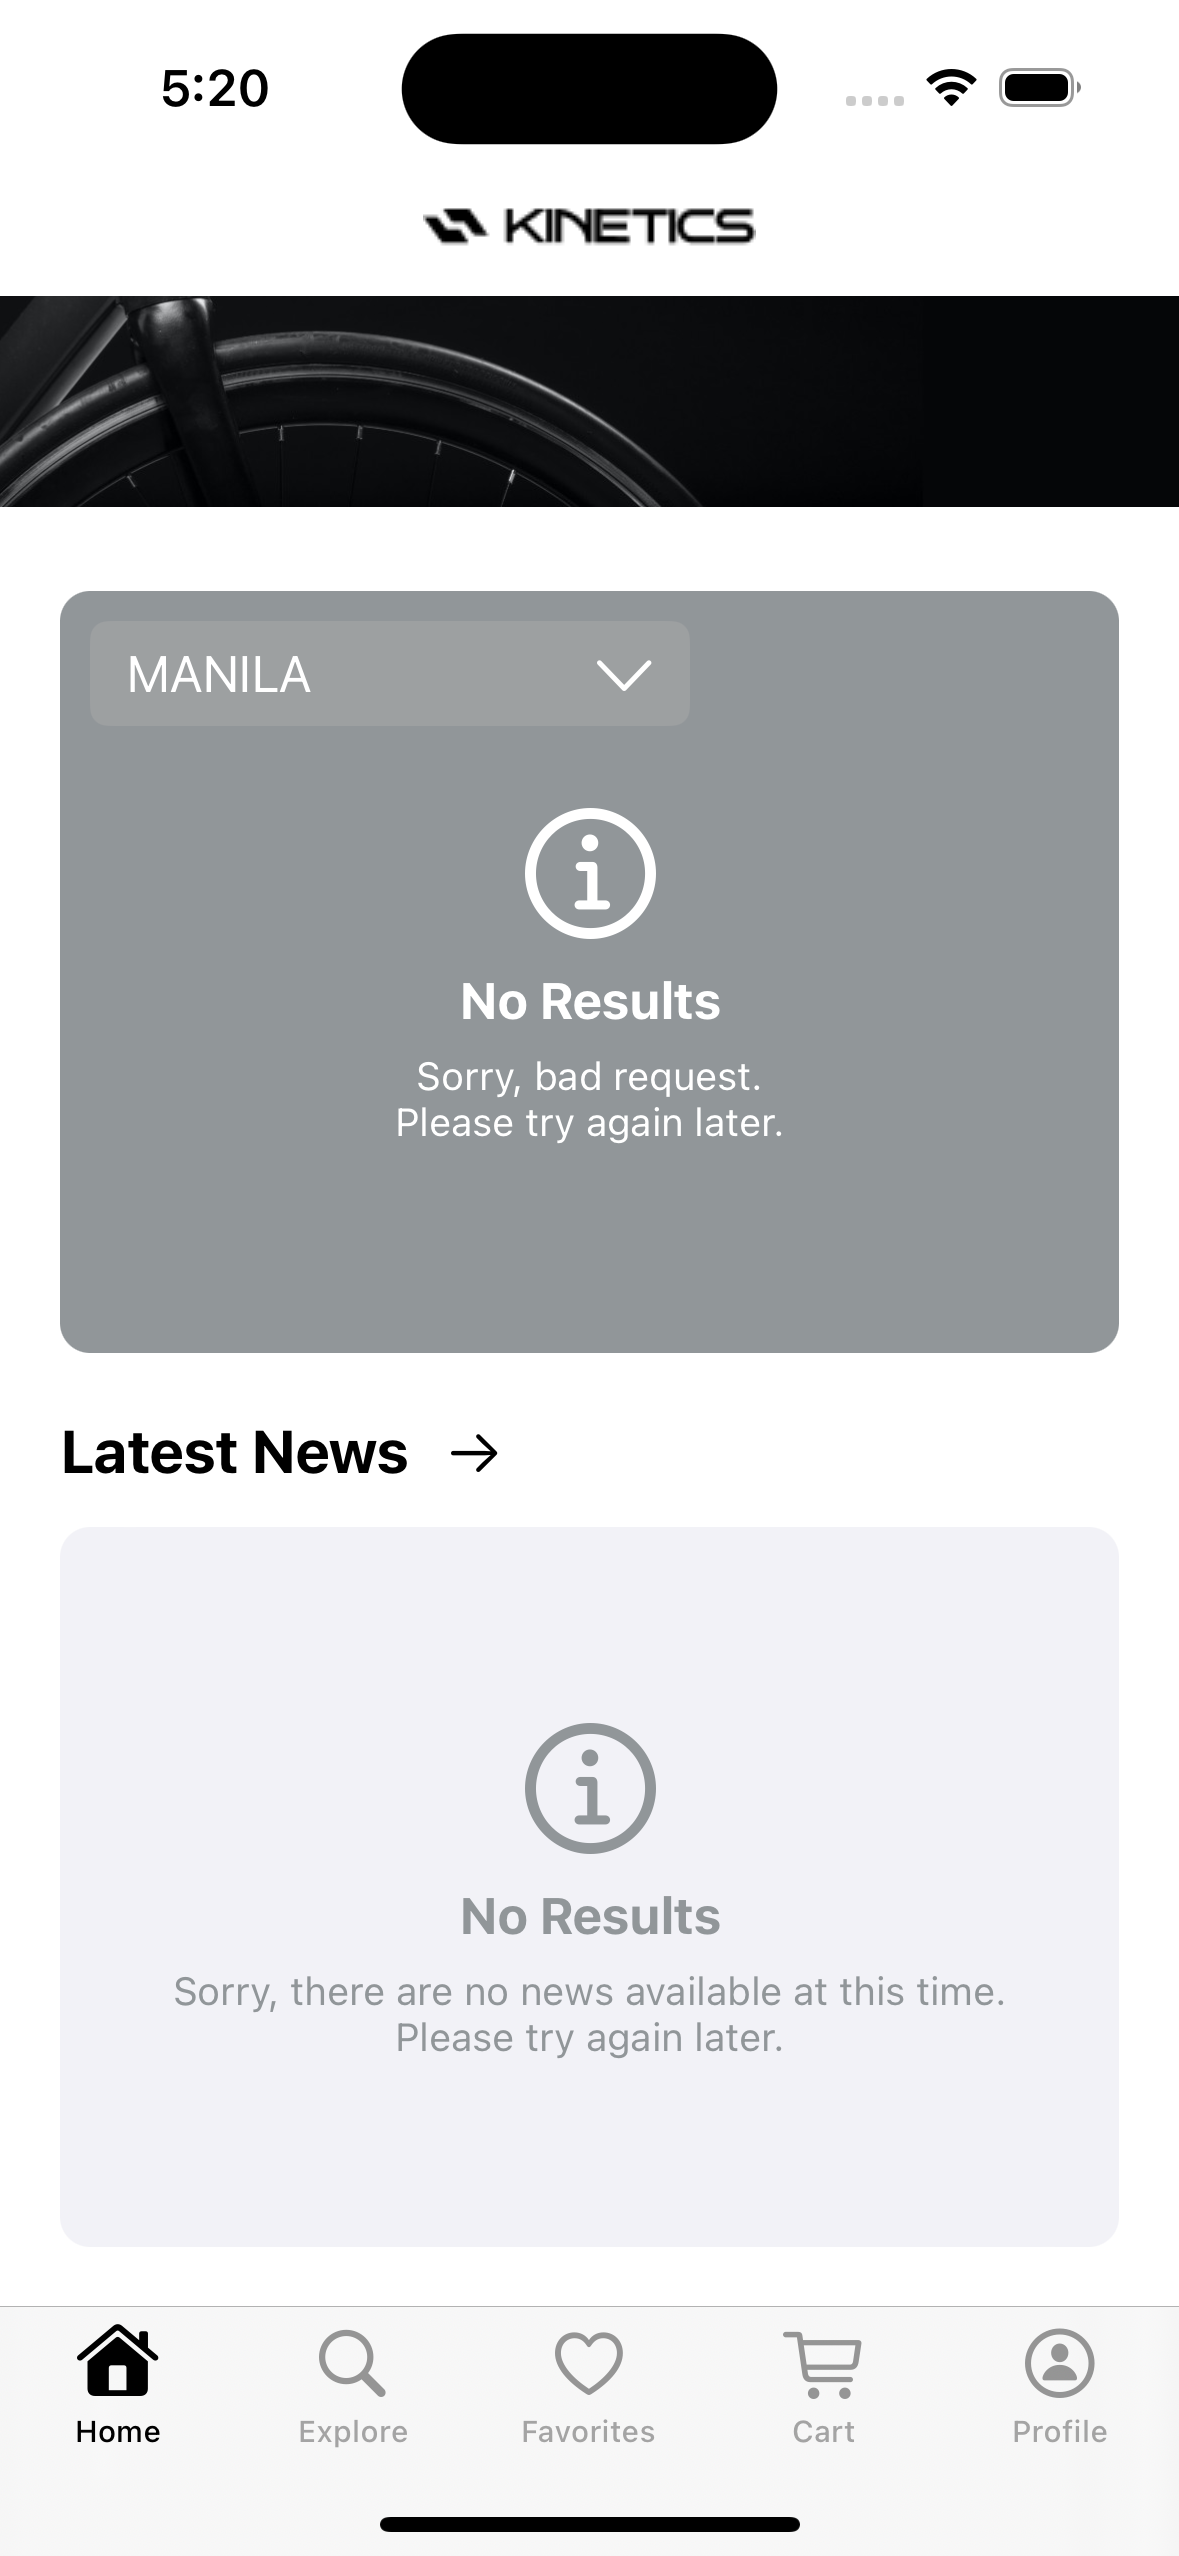 5:20
KINETICS
MANILA
No Results
Sorry, bad request.
Please try again later.
Latest News
No Results
Sorry, there are no news available at this time.
Please try again later.
Home
Explore
Favorites
Cart
Profile